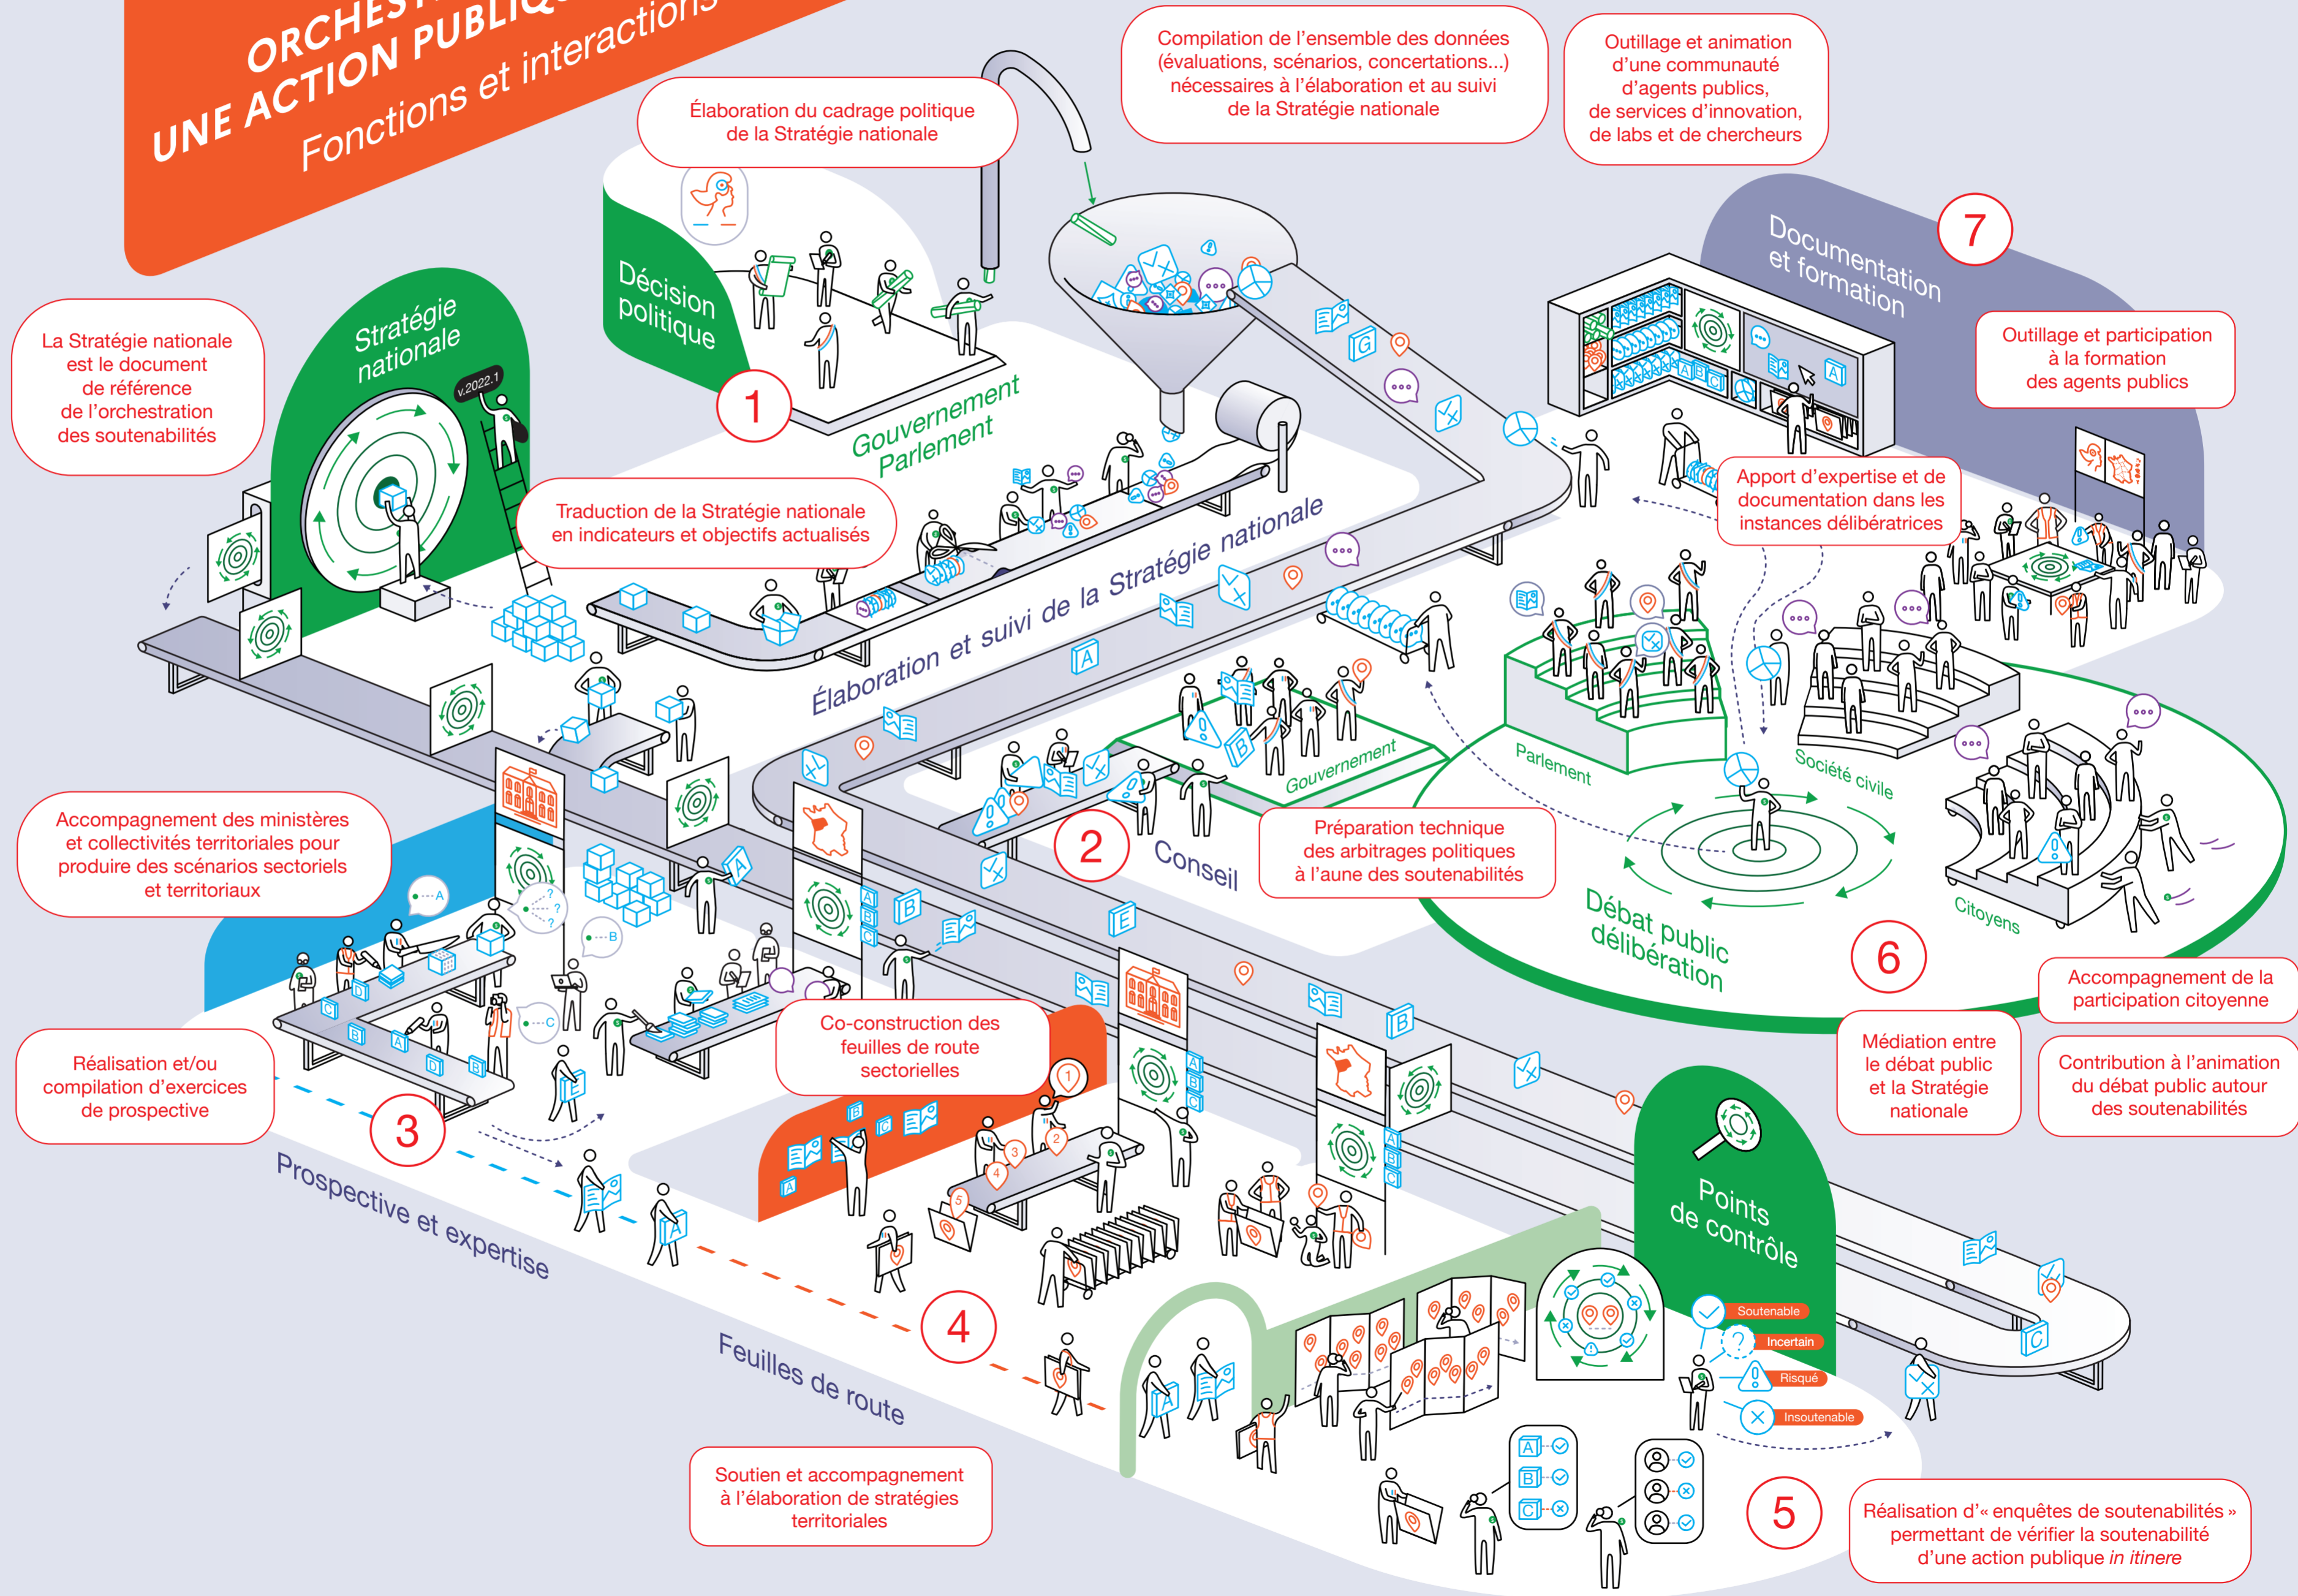 UNE ACTION PUBLIQUE
Fonctions et interactions
Élaboration du cadrage politique
de la Stratégie nationale
Compilation de l'ensemble des données
(évaluations, scénarios, concertations...)
nécessaires à l'élaboration et au suivi
de la Stratégie nationale
Outillage et animation
d'une communauté
d'agents publics,
de services d'innovation,
de labs et de chercheurs
Documentation
et formation
7
Outillage et participation
à la formation
des agents publics
Apport d'expertise et de
documentation dans les
instances délibératrices
La Stratégie nationale
est le document
de référence
de l'orchestration
des soutenabilités
Stratégie
nationale
v.2022.1
Décision
politique
1
Gouvernement
Parlement
Traduction de la Stratégie nationale
en indicateurs et objectifs actualisés
Élaboration et suivi de la Stratégie nationale
G
A
A
B
C
A
B
Gouvernement
2
Conseil
Préparation technique
des arbitrages politiques
à l'aune des soutenabilités
Parlement
Société civile
Citoyens
Débat public
délibération
6
Accompagnement de la
participation citoyenne
Médiation entre
le débat public
et la Stratégie
nationale
Contribution à l'animation
du débat public autour
des soutenabilités
Accompagnement des ministères
et collectivités territoriales pour
produire des scénarios sectoriels
et territoriaux
A
?
?
?
B
C
A
A
B
C
B
E
D
C
B
A
D
B
E
Réalisation et/ou
compilation d'exercices
de prospective
3
Prospective et expertise
A
Co-construction des
feuilles de route
sectorielles
1
2
3
4
5
B
C
A
A
B
C
B
A
B
C
4
Feuilles de route
Soutien et accompagnement
à l'élaboration de stratégies
territoriales
A
Points
de contrôle
Soutenable
?
Incertain
Risqué
Insoutenable
C
A
B
C
5
Réalisation d'« enquêtes de soutenabilités »
permettant de vérifier la soutenabilité
d'une action publique in itinere